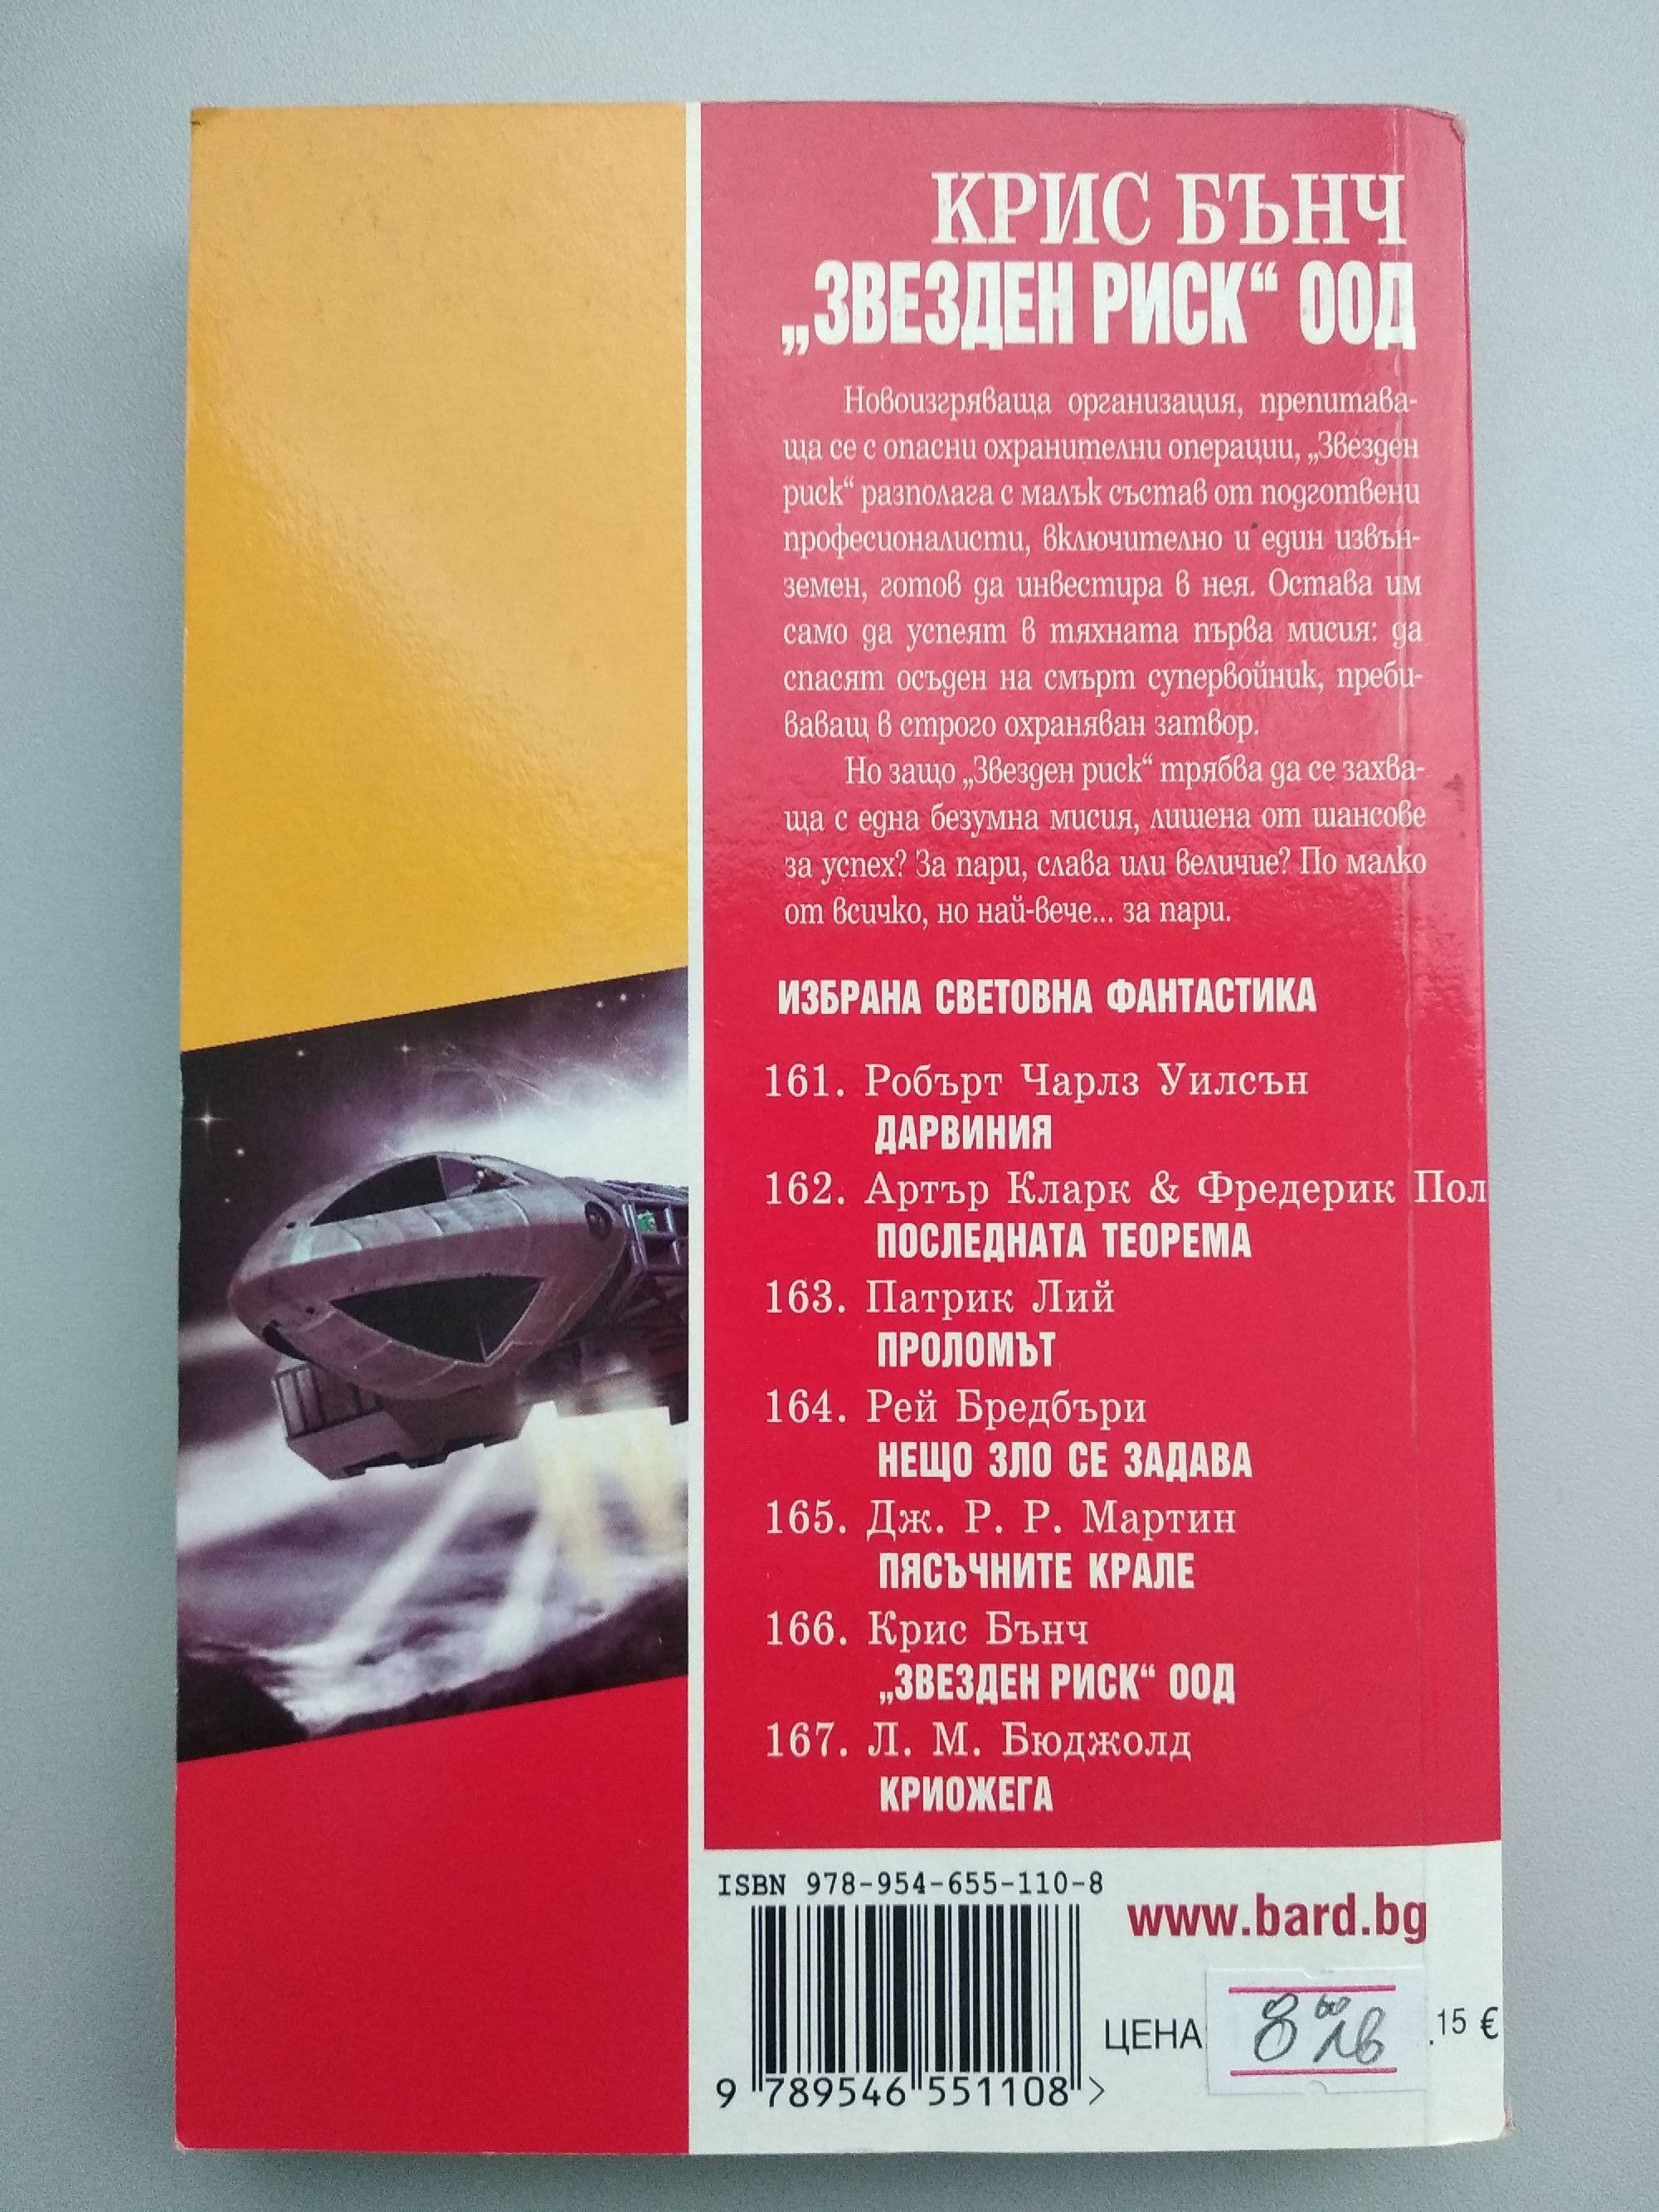 КРИС БЪНЧ
„ЗВЕЗДЕН РИСК“ ООД
Новоизгряваща организация, препитава-
ща се с опасни охранителни операции, „Звезден
риск“ разполага с малък състав от подготвени
професионалисти, включително и един извън-
земен, готов да инвестира в нея. Остава им
само да успеят в тяхната първа мисия: да
спасят осъден на смърт супервойник, преби-
ваващ в строго охраняван затвор.
Но защо „Звезден риск“ трябва да се захва-
ща с една безумна мисия, лишена от шансове
за успех? За пари, слава или величие? По малко
от всичко, но най-вече... за пари.
ИЗБРАНА СВЕТОВНА ФАНТАСТИКА
161. Робърт Чарлз Уилсън
ДАРВИНИЯ
162. Артър Кларк & Фредерик Пол
ПОСЛЕДНАТА ТЕОРЕМА
163. Патрик Лий
ПРОЛОМЪТ
164. Рей Бредбъри
НЕЩО ЗЛО СЕ ЗАДАВА
165. Дж. Р. Р. Мартин
ПЯСЪЧНИТЕ КРАЛЕ
166. Крис Бънч
„ЗВЕЗДЕН РИСК“ ООД
167. Л. М. Бюджолд
КРИОЖЕГА
ISBN 978-954-655-110-8
www.bard.bg
ЦЕНА 8 00 лв .15 €
9 789546 551108 >